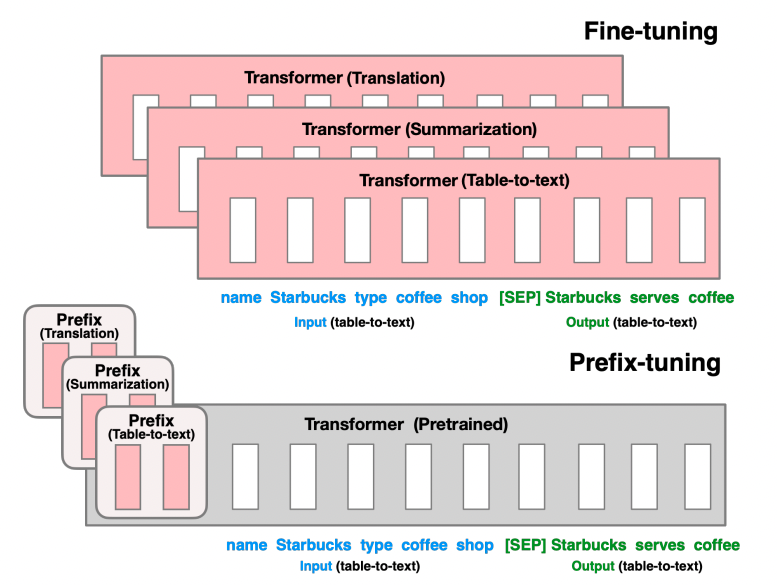 Fine-tuning
Transformer (Translation)
Transformer (Summarization)
Transformer (Table-to-text)
name Starbucks type coffee shop [SEP] Starbucks serves coffee
Input (table-to-text) Output (table-to-text)
Prefix-tuning
Prefix
(Translation)
Prefix
(Summarization)
Prefix
(Table-to-text)
Transformer (Pretrained)
name Starbucks type coffee shop [SEP] Starbucks serves coffee
Input (table-to-text) Output (table-to-text)